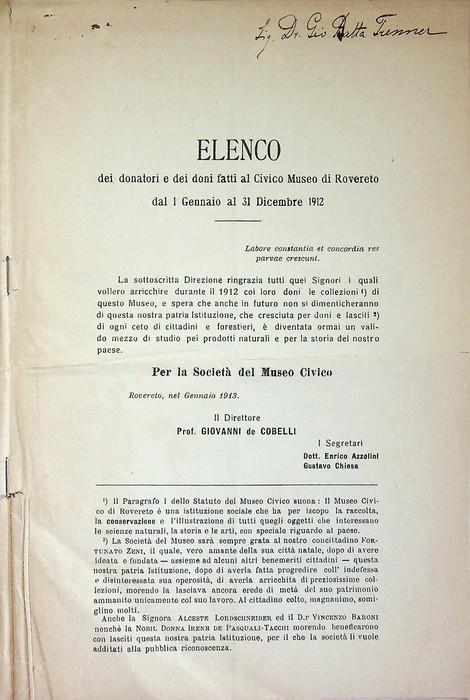 Sig. Dr. Gio Batta Trenner
ELENCO
dei donatori e dei doni fatti al Civico Museo di Rovereto
dal 1 Gennaio al 31 Dicembre 1912
Labore constantia et concordia res
parvae crescunt.
La sottoscritta Direzione ringrazia tutti quei Signori i quali
vollero arricchire durante il 1912 coi loro doni le collezioni ¹) di
questo Museo, e spera che anche in futuro non si dimenticheranno
di questa nostra patria Istituzione, che cresciuta per doni e lasciti ²)
di ogni ceto di cittadini e forestieri, è diventata ormai un vali-
do mezzo di studio pei prodotti naturali e per la storia del nostro
paese.
Per la Società del Museo Civico
Rovereto, nel Gennaio 1913.
Il Direttore
Prof. GIOVANNI de COBELLI
I Segretari
Dott. Enrico Azzolini
Gustavo Chiesa
¹) Il Paragrafo 1 dello Statuto del Museo Civico suona: Il Museo Civi-
co di Rovereto è una istituzione sociale che ha per iscopo la raccolta,
la conservazione e l'illustrazione di tutti quegli oggetti che interessano
le scienze naturali, la storia e le arti, con speciale riguardo al paese.
²) La Società del Museo sarà sempre grata al nostro concittadino FOR-
TUNATO ZENI, il quale, vero amante della sua città natale, dopo di avere
ideata e fondata — assieme ad alcuni altri benemeriti cittadini — questa
nostra patria Istituzione, dopo di averla fatta progredire coll' indefessa
e disinteressata sua operosità, di averla arricchita di preziosissime col-
lezioni, morendo la lasciava ancora erede di metá del suo patrimonio
ammanito unicamente col suo lavoro. Al cittadino colto, magnanimo, somi-
glino molti.
Anche la Signora ALCESTE LORDSCHNEIDER ed il D.r VINCENZO BARONI
nonchè la NOBIL DONNA IRENE DE PASQUALI-TACCHI morendo beneficarono
con lasciti questa nostra patria Istituzione, per il che la società li vuole
additati alla pubblica riconoscenza.